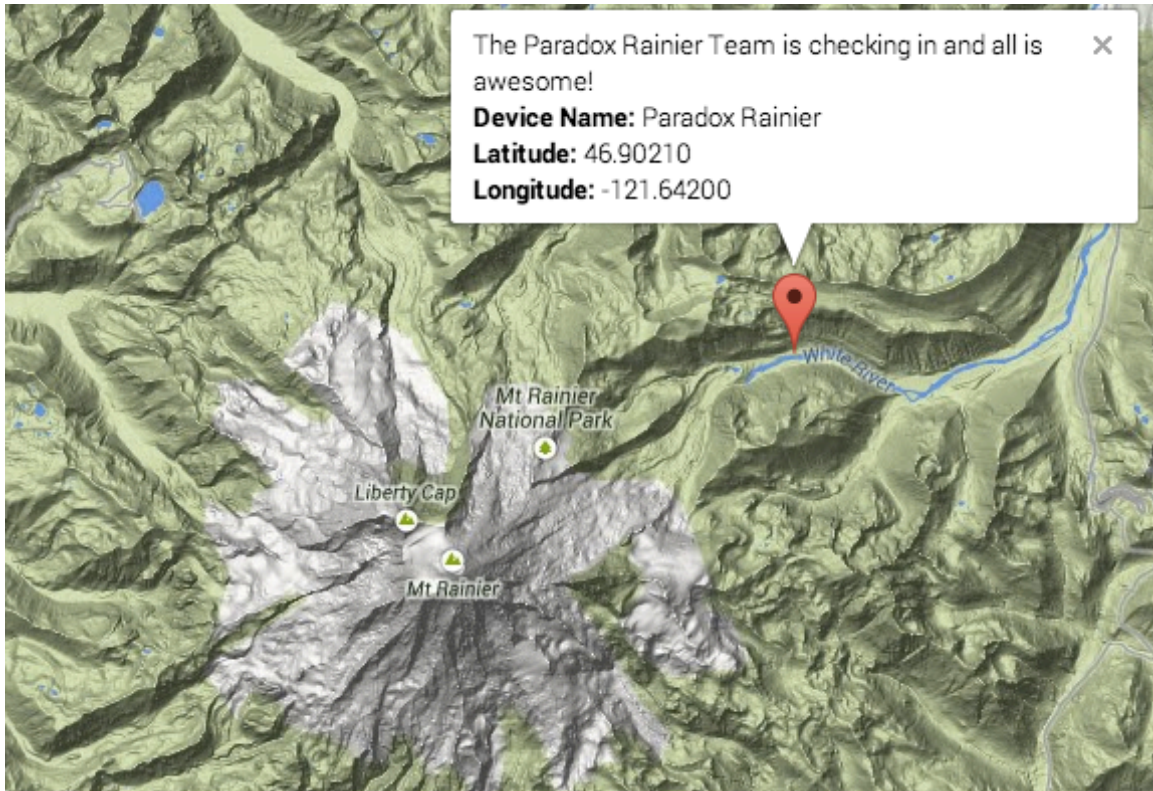 The Paradox Rainier Team is checking in and all is
awesome!
Device Name: Paradox Rainier
Latitude: 46.90210
Longitude: -121.64200
White River
Mt Rainier
National Park
Liberty Cap
Mt Rainier